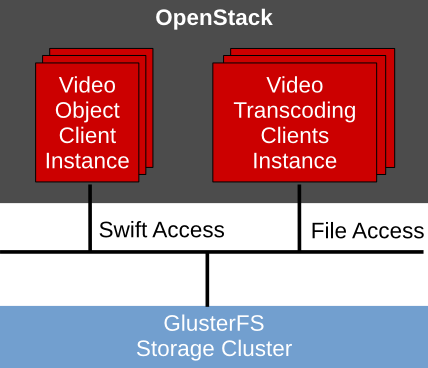 OpenStack
Video
Object
Client
Instance
Video
Transcoding
Clients
Instance
Swift Access
File Access
GlusterFS
Storage Cluster